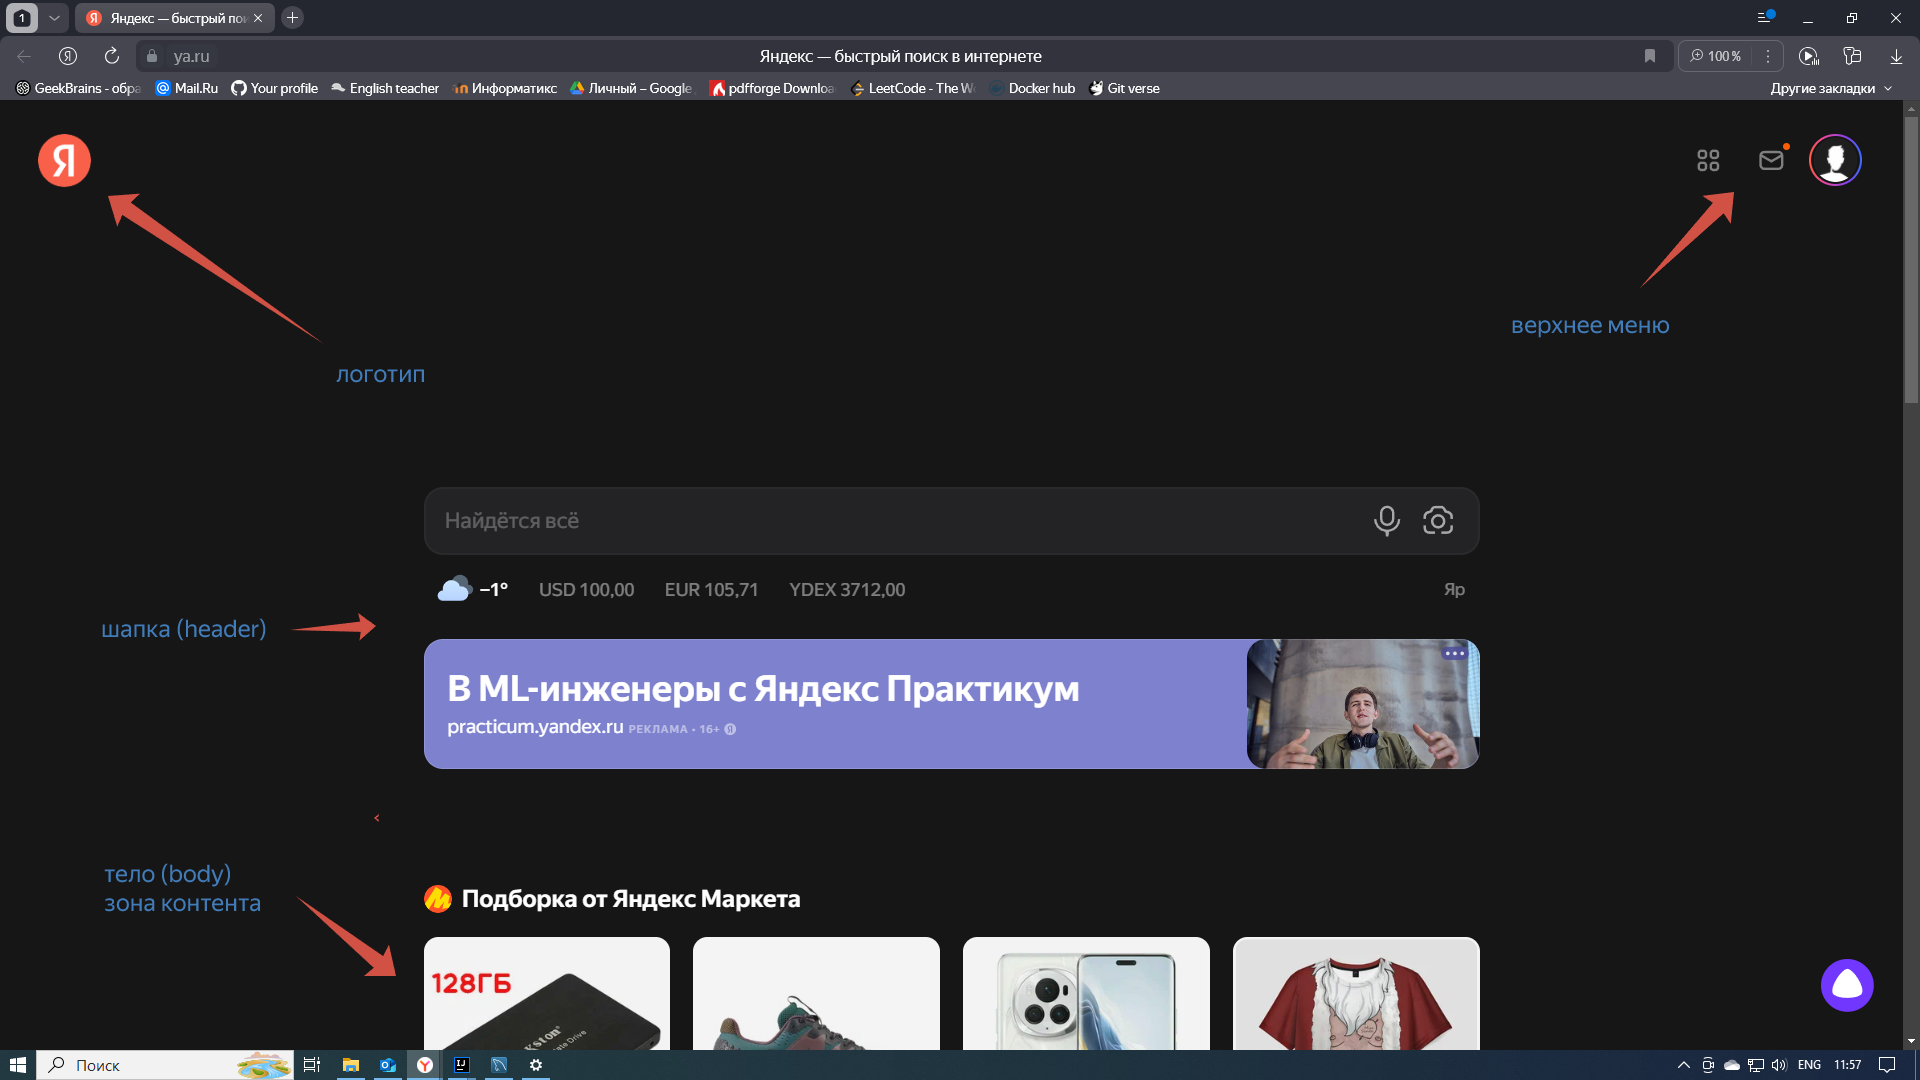 1
Яндекс — быстрый пои
ya.ru
Яндекс — быстрый поиск в интернете
100 %
GeekBrains - обра
Mail.Ru
Your profile
English teacher
Информатикс
Личный – Google
pdfforge Downloa
LeetCode - The W
Docker hub
Git verse
Другие закладки
Я
верхнее меню
логотип
Найдётся всё
–1°
USD 100,00
EUR 105,71
YDEX 3712,00
Яр
шапка (header)
В ML-инженеры с Яндекс Практикум
practicum.yandex.ru РЕКЛАМА • 16+
тело (body)
зона контента
Подборка от Яндекс Маркета
128ГБ
Поиск
ENG
11:57